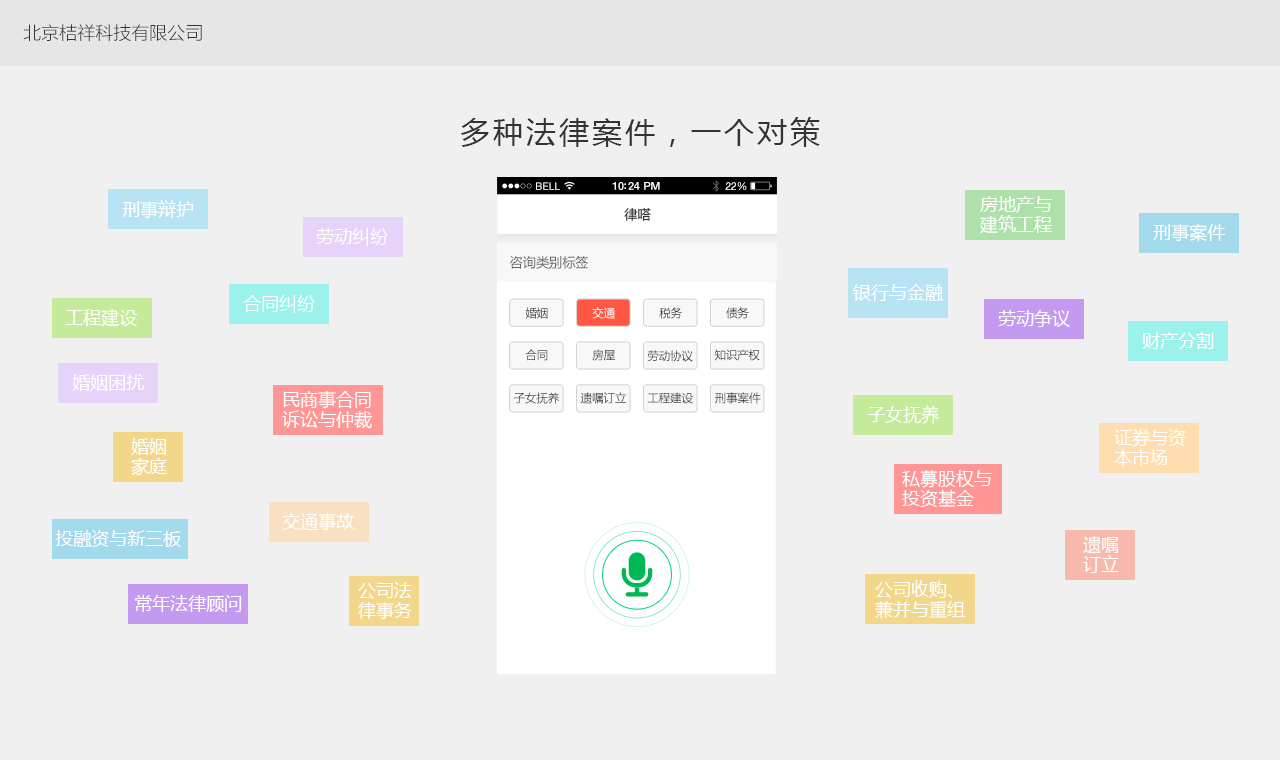 北京桔祥科技有限公司
多种法律案件，一个对策
刑事辩护
劳动纠纷
合同纠纷
工程建设
婚姻困扰
民商事合同
诉讼与仲裁
婚姻
家庭
交通事故
投融资与新三板
常年法律顾问
公司法
律事务
BELL 10:24 PM 22%
律嗒
咨询类别标签
婚姻 交通 税务 债务
合同 房屋 劳动协议 知识产权
子女抚养 遗嘱订立 工程建设 刑事案件
房地产与
建筑工程
刑事案件
银行与金融
劳动争议
财产分割
子女抚养
证券与资
本市场
私募股权与
投资基金
遗嘱
订立
公司收购、
兼并与重组